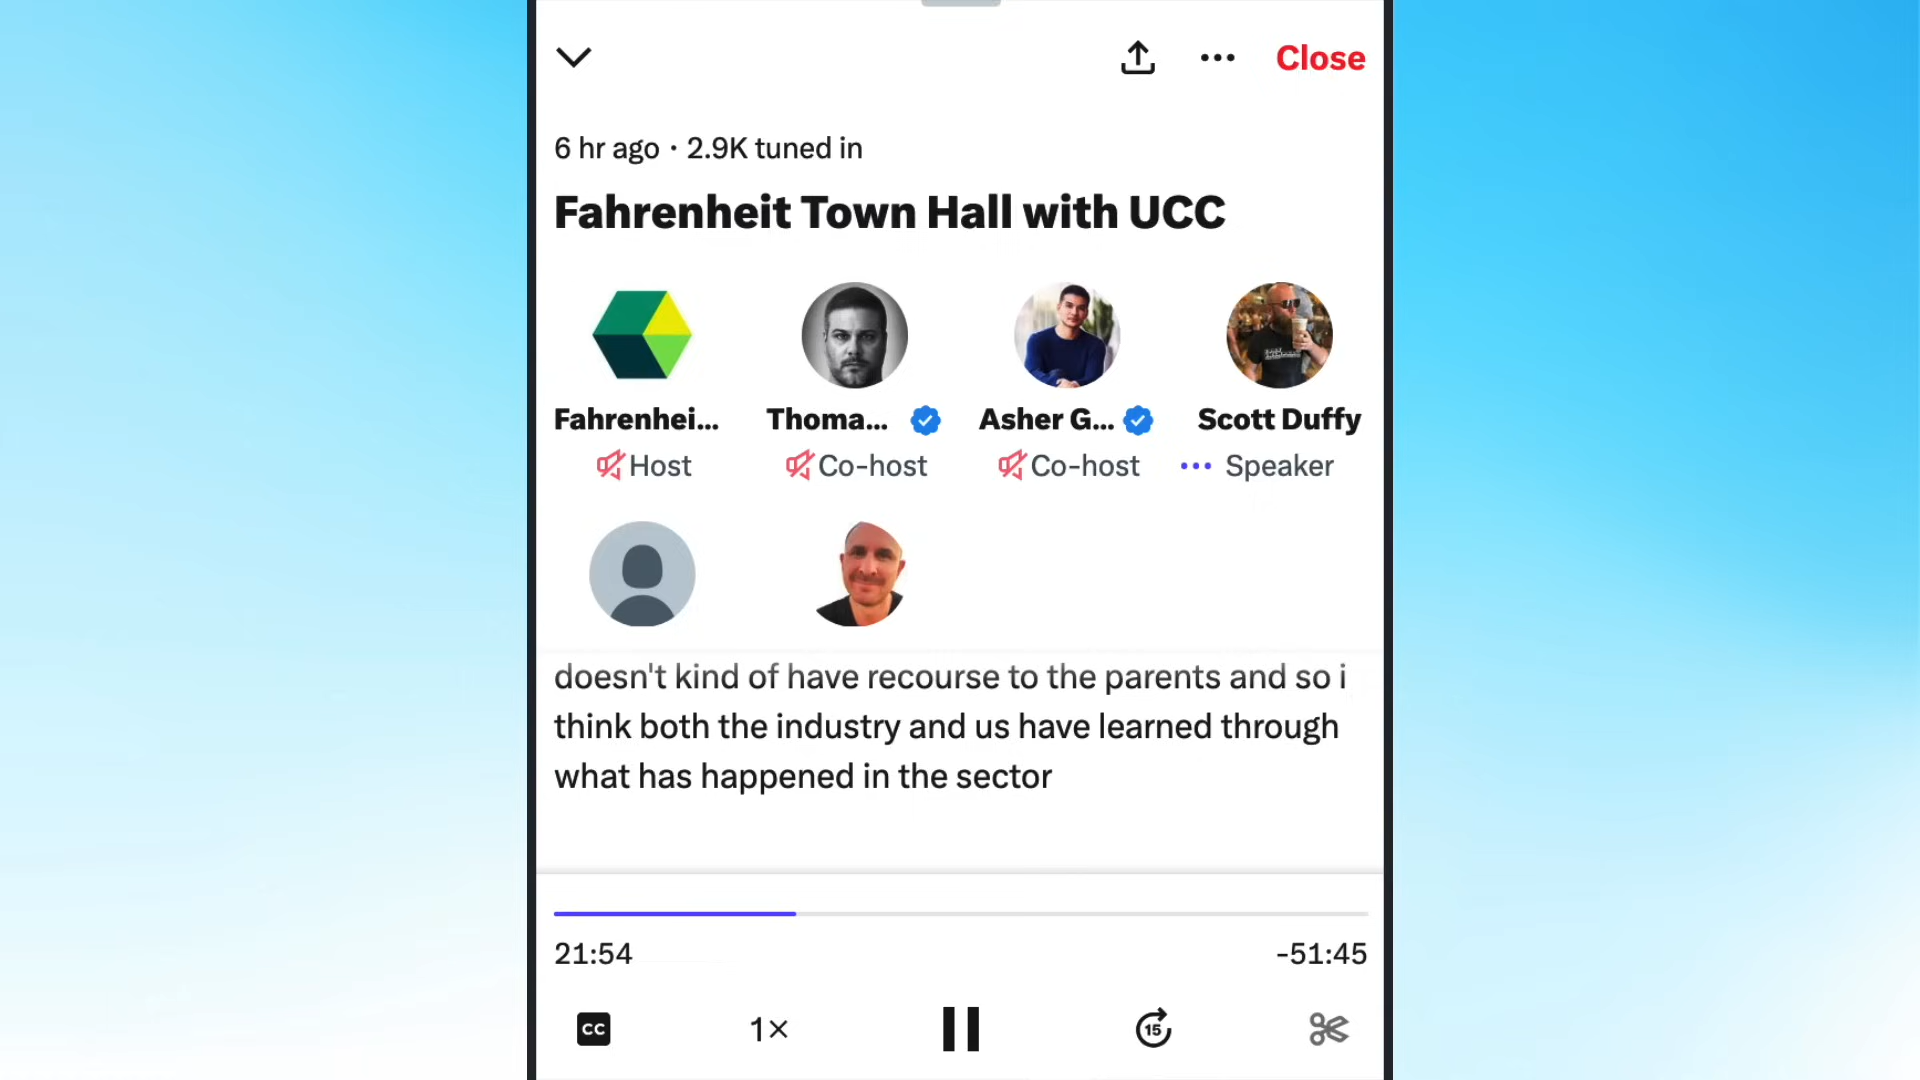 Close
6 hr ago · 2.9K tuned in
Fahrenheit Town Hall with UCC
Fahrenhei... Thoma... Asher G... Scott Duffy
Host Co-host Co-host Speaker
doesn't kind of have recourse to the parents and so i
think both the industry and us have learned through
what has happened in the sector
21:54 -51:45
CC 1× 15